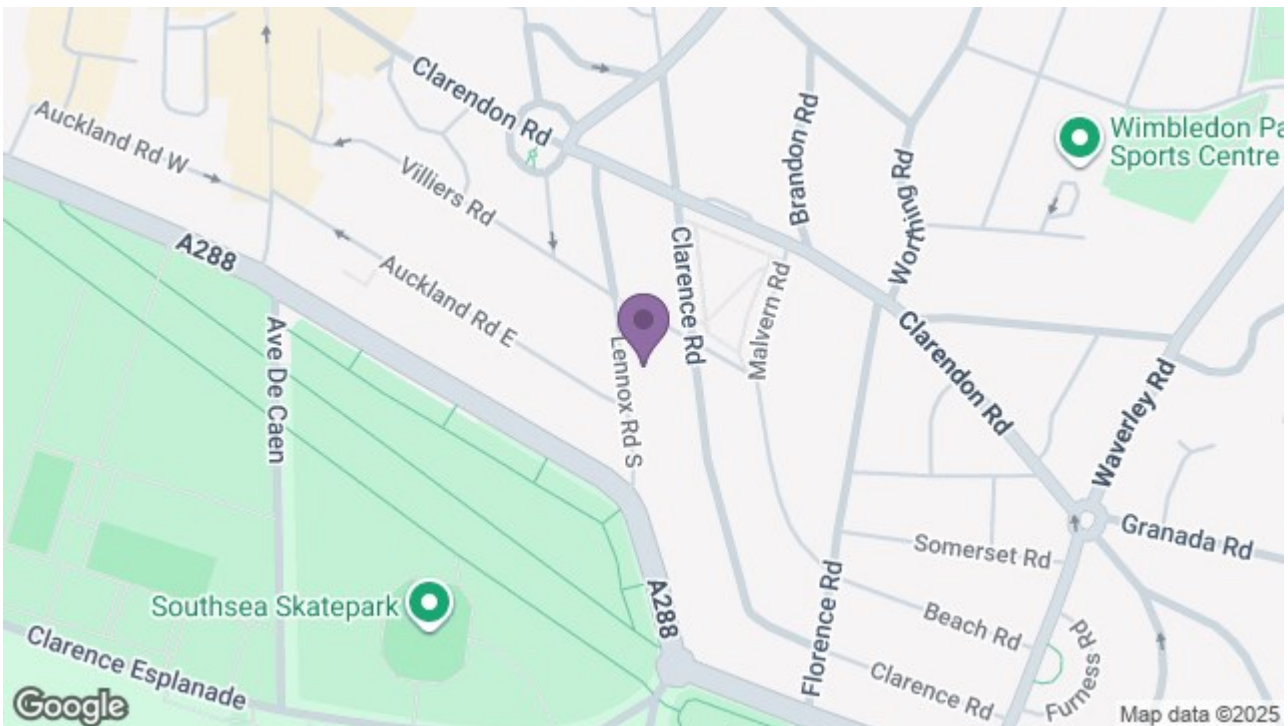 Clarendon Rd
Auckland Rd W
Villiers Rd
Brandon Rd
Worthing Rd
Wimbledon Pa
Sports Centre
A288
Auckland Rd E
Clarence Rd
Malvern Rd
Ave De Caen
Lennox Rd S
Clarendon Rd
Waverley Rd
Granada Rd
Somerset Rd
Southsea Skatepark
A288
Florence Rd
Beach Rd
Furness Rd
Clarence Esplanade
Clarence Rd
Google
Map data ©2025